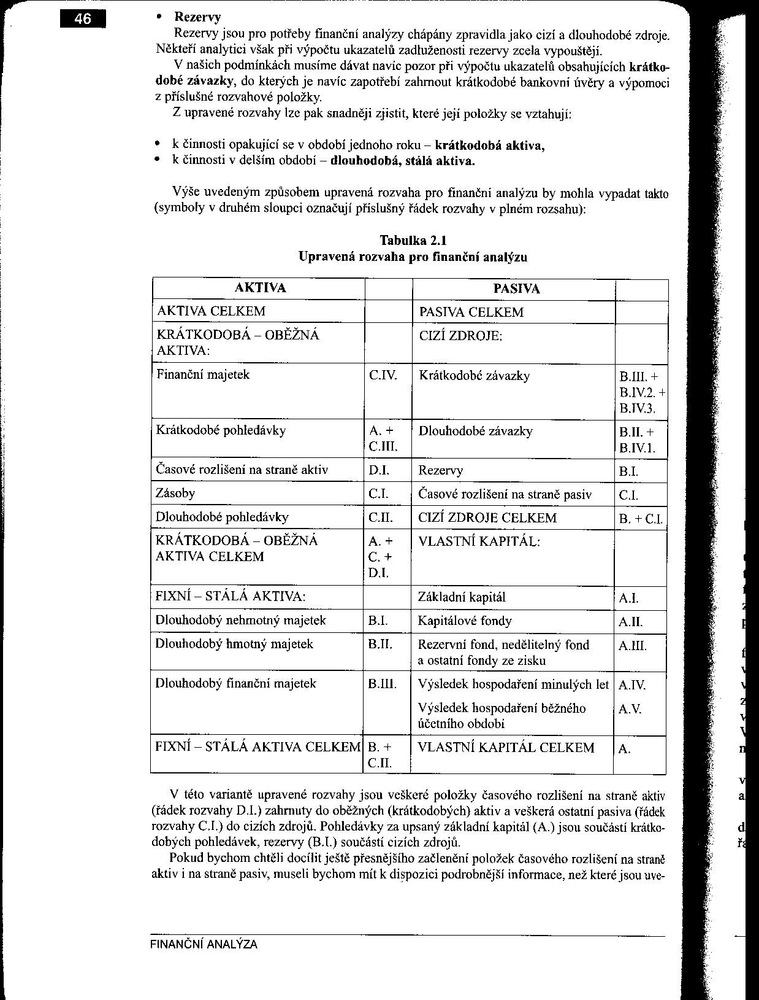 46
• Rezervy
Rezervy jsou pro potřeby finanční analýzy chápány zpravidla jako cizí a dlouhodobé zdroje.
Někteří analytici však při výpočtu ukazatelů zadluženosti rezervy zcela vypouštějí.
V našich podmínkách musíme dávat navíc pozor při výpočtu ukazatelů obsahujících krátko-
dobé závazky, do kterých je navíc zapotřebí zahrnout krátkodobé bankovní úvěry a výpomoci
z příslušné rozvahové položky.
Z upravené rozvahy lze pak snadněji zjistit, které její položky se vztahují:
• k činnosti opakující se v období jednoho roku – krátkodobá aktiva,
• k činnosti v delším období – dlouhodobá, stálá aktiva.
Výše uvedeným způsobem upravená rozvaha pro finanční analýzu by mohla vypadat takto
(symboly v druhém sloupci označují příslušný řádek rozvahy v plném rozsahu):
Tabulka 2.1
Upravená rozvaha pro finanční analýzu
AKTIVA PASIVA
AKTIVA CELKEM PASIVA CELKEM
KRÁTKODOBÁ – OBĚŽNÁ CIZÍ ZDROJE:
AKTIVA:
Finanční majetek C.IV. Krátkodobé závazky B.III. +
B.IV.2. +
B.IV.3.
Krátkodobé pohledávky A. + Dlouhodobé závazky B.II. +
C.III. B.IV.1.
Časové rozlišení na straně aktiv D.I. Rezervy B.I.
Zásoby C.I. Časové rozlišení na straně pasiv C.I.
Dlouhodobé pohledávky C.II. CIZÍ ZDROJE CELKEM B. + C.I.
KRÁTKODOBÁ – OBĚŽNÁ A. + VLASTNÍ KAPITÁL:
AKTIVA CELKEM C. +
D.I.
FIXNÍ – STÁLÁ AKTIVA: Základní kapitál A.I.
Dlouhodobý nehmotný majetek B.I. Kapitálové fondy A.II.
Dlouhodobý hmotný majetek B.II. Rezervní fond, nedělitelný fond A.III.
a ostatní fondy ze zisku
Dlouhodobý finanční majetek B.III. Výsledek hospodaření minulých let A.IV.
Výsledek hospodaření běžného A.V.
účetního období
FIXNÍ – STÁLÁ AKTIVA CELKEM B. + VLASTNÍ KAPITÁL CELKEM A.
C.II.
V této variantě upravené rozvahy jsou veškeré položky časového rozlišení na straně aktiv
(řádek rozvahy D.I.) zahrnuty do oběžných (krátkodobých) aktiv a veškerá ostatní pasiva (řádek
rozvahy C.I.) do cizích zdrojů. Pohledávky za upsaný základní kapitál (A.) jsou součástí krátko-
dobých pohledávek, rezervy (B.I.) součástí cizích zdrojů.
Pokud bychom chtěli docílit ještě přesnějšího začlenění položek časového rozlišení na straně
aktiv i na straně pasiv, museli bychom mít k dispozici podrobnější informace, než které jsou uve-
FINANČNÍ ANALÝZA